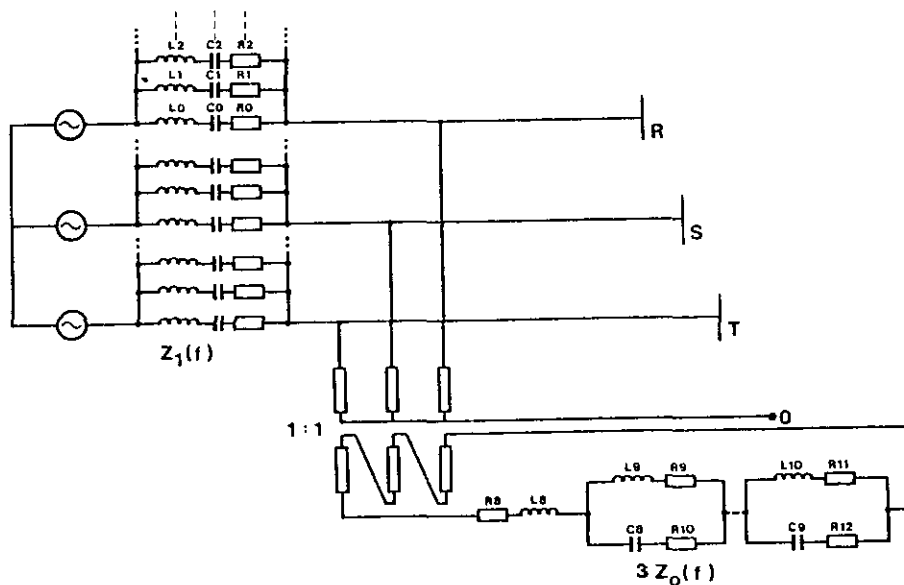 L2 C2 R2
L1 C1 R1
L0 C0 R0
R
S
T
Z1(f)
1:1
0
R8 L8
L9 R9
C8 R10
L10 R11
C9 R12
3 Z0(f)